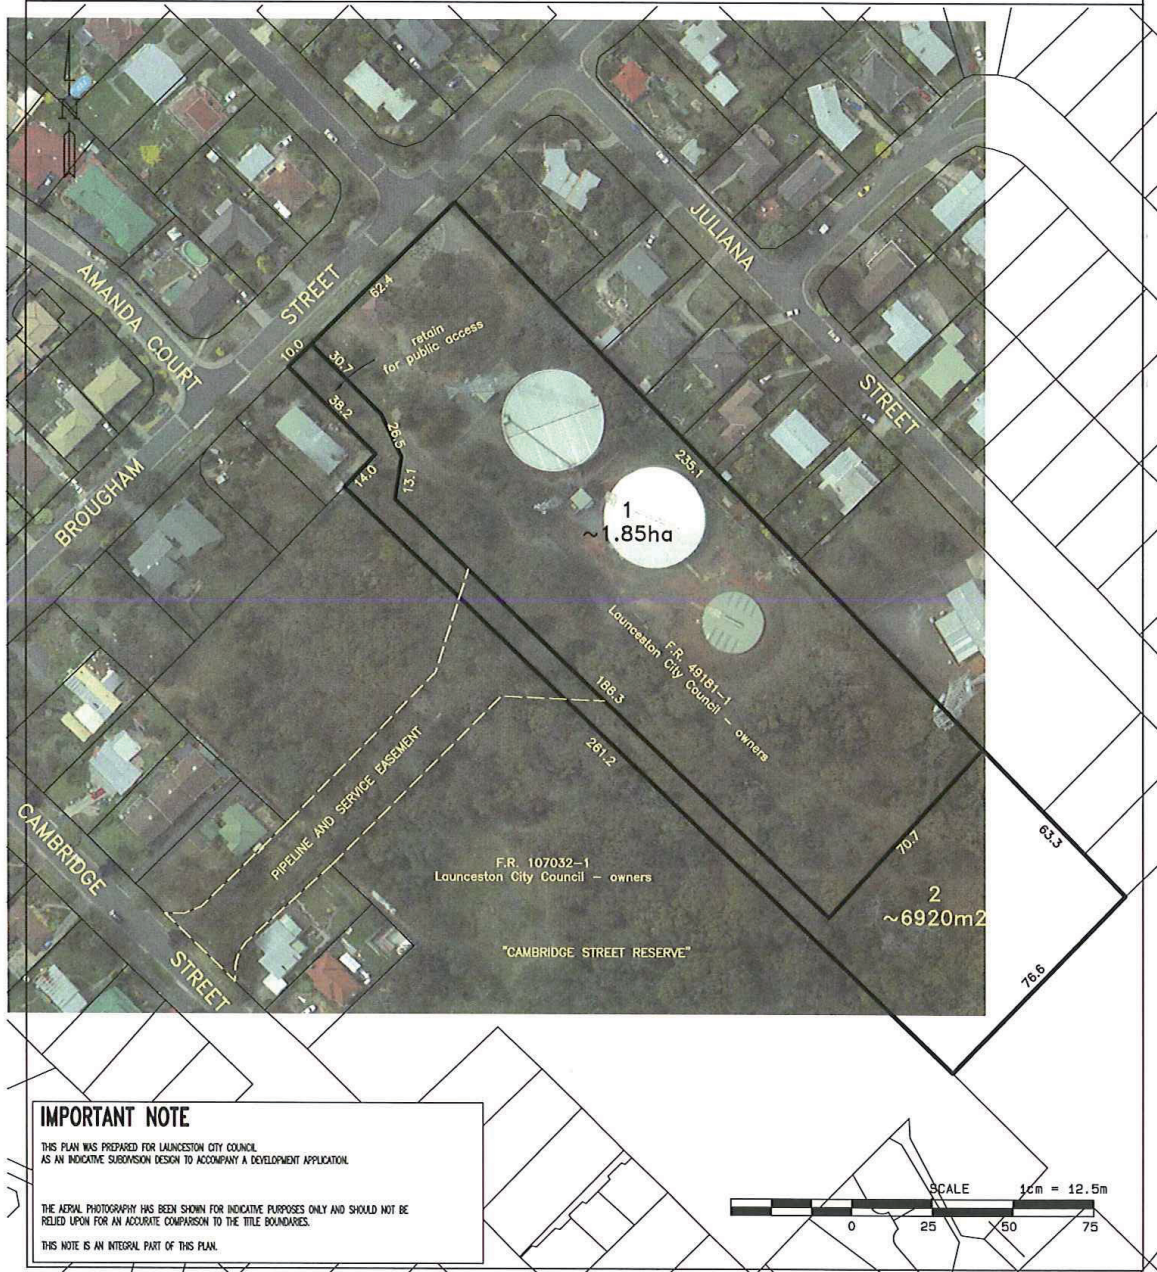 N
AMANDA COURT
STREET
JULIANA
STREET
BROUGHAM
62.4
10.0
30.7
retain
for public access
38.2
26.5
14.0
13.1
235.1
1
~1.85ha
F.R. 49181-1
Launceston City Council - owners
186.3
261.2
PIPELINE AND SERVICE EASEMENT
CAMBRIDGE
STREET
F.R. 107032-1
Launceston City Council - owners
"CAMBRIDGE STREET RESERVE"
70.7
63.3
2
~6920m2
76.6
IMPORTANT NOTE
THIS PLAN WAS PREPARED FOR LAUNCESTON CITY COUNCIL
AS AN INDICATIVE SUBDIVISION DESIGN TO ACCOMPANY A DEVELOPMENT APPLICATION.
THE AERIAL PHOTOGRAPHY HAS BEEN SHOWN FOR INDICATIVE PURPOSES ONLY AND SHOULD NOT BE
RELIED UPON FOR AN ACCURATE COMPARISON TO THE TITLE BOUNDARIES.
THIS NOTE IS AN INTEGRAL PART OF THIS PLAN.
SCALE 1cm = 12.5m
0 25 50 75